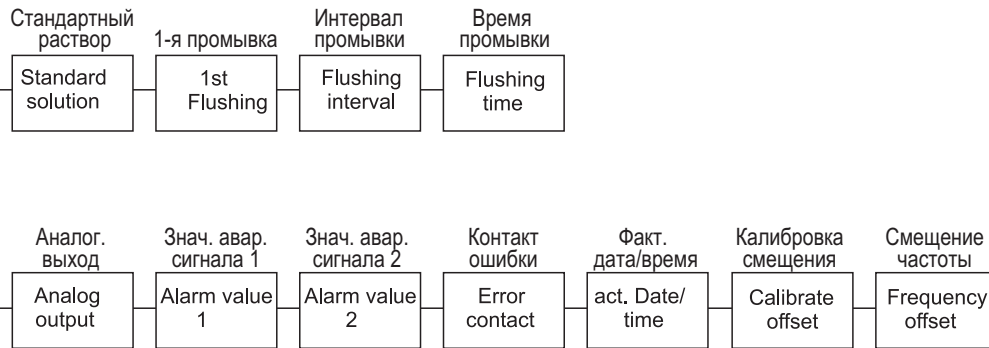 Стандартный
раствор
1-я промывка
Интервал
промывки
Время
промывки
Standard
solution
1st
Flushing
Flushing
interval
Flushing
time
Аналог.
выход
Знач. авар.
сигнала 1
Знач. авар.
сигнала 2
Контакт
ошибки
Факт.
дата/время
Калибровка
смещения
Смещение
частоты
Analog
output
Alarm value
1
Alarm value
2
Error
contact
act. Date/
time
Calibrate
offset
Frequency
offset